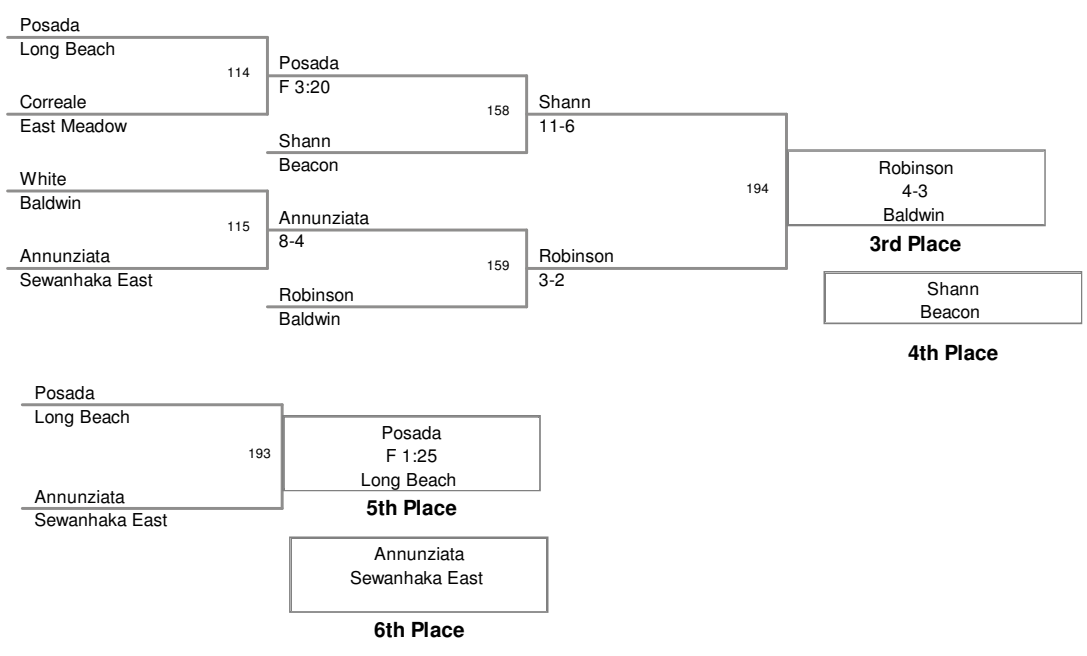 Posada
Long Beach
114
Correale
East Meadow
Posada
F 3:20
158
Shann
Beacon
White
Baldwin
115
Annunziata
Sewanhaka East
Annunziata
8-4
159
Robinson
Baldwin
Shann
11-6
194
Robinson
3-2
Robinson
4-3
Baldwin
3rd Place
Shann
Beacon
4th Place
Posada
Long Beach
193
Annunziata
Sewanhaka East
Posada
F 1:25
Long Beach
5th Place
Annunziata
Sewanhaka East
6th Place